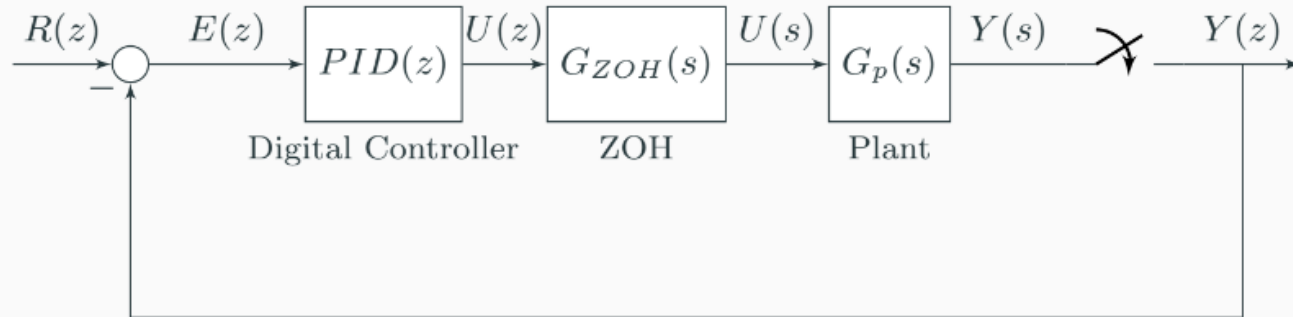 R(z) E(z) U(z) U(s) Y(s) Y(z)
− PID(z) G_{ZOH}(s) G_p(s)
Digital Controller ZOH Plant